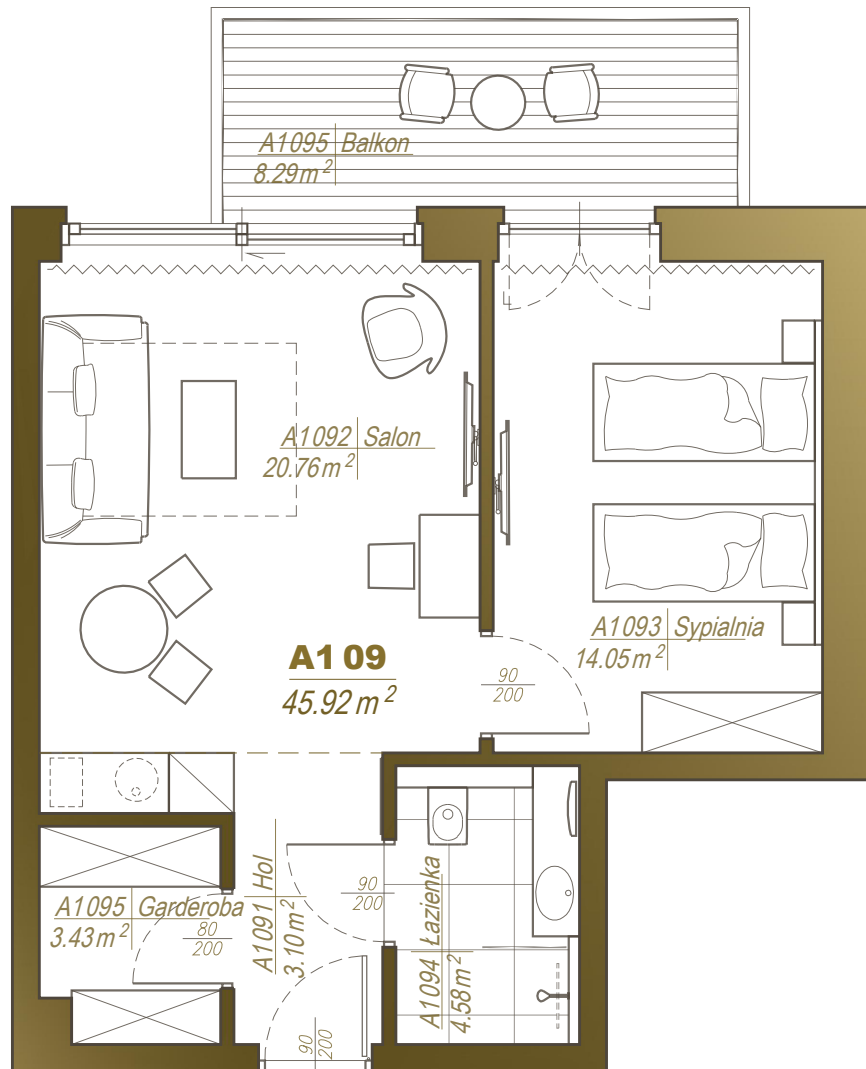 A1095 Balkon
8.29 m²
A1092 Salon
20.76 m²
A1093 Sypialnia
14.05 m²
A1 09
45.92 m²
90
200
A1095 Garderoba
3.43 m²
80
200
A1091 Hol
3.10 m²
90
200
A1094 Łazienka
4.58 m²
90
200